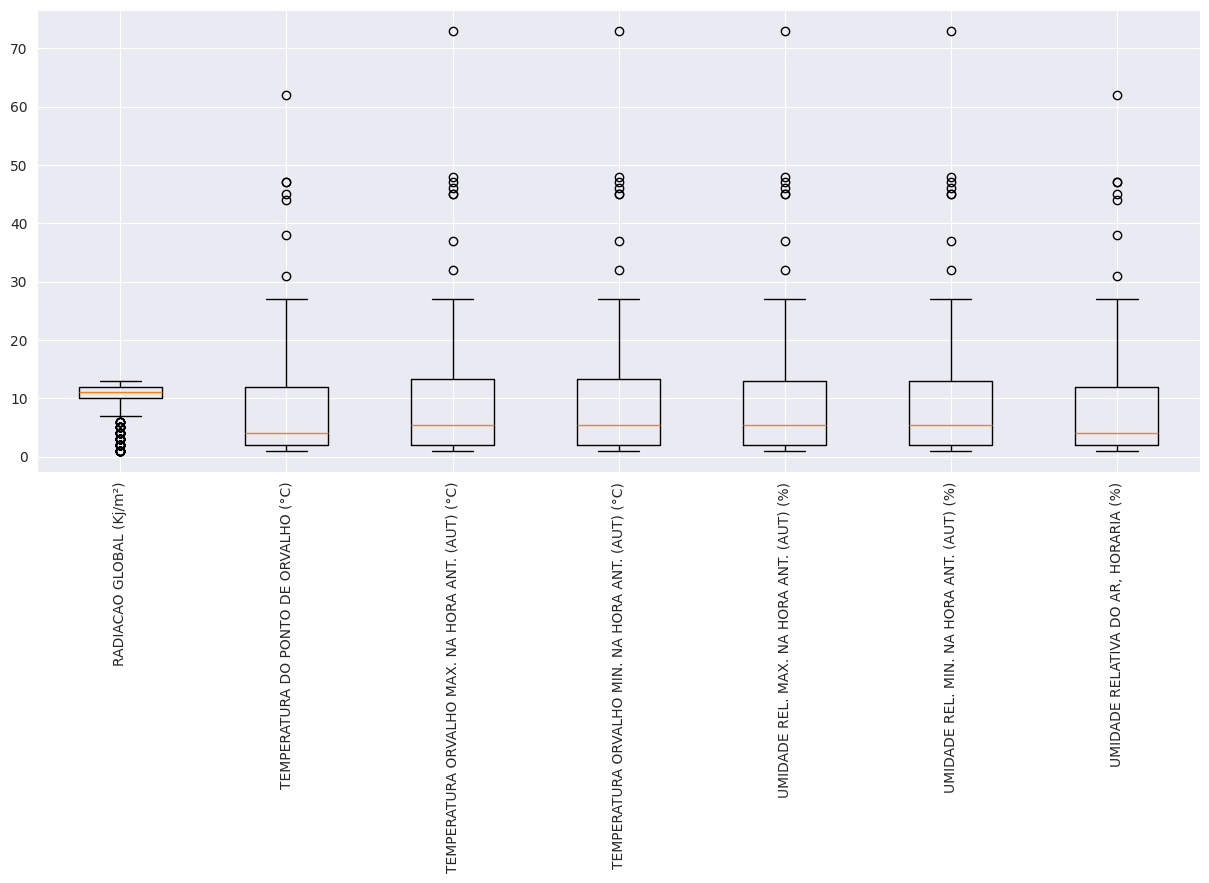 70
60
50
40
30
20
10
0
RADIACAO GLOBAL (Kj/m²)
TEMPERATURA DO PONTO DE ORVALHO (°C)
TEMPERATURA ORVALHO MAX. NA HORA ANT. (AUT) (°C)
TEMPERATURA ORVALHO MIN. NA HORA ANT. (AUT) (°C)
UMIDADE REL. MAX. NA HORA ANT. (AUT) (%)
UMIDADE REL. MIN. NA HORA ANT. (AUT) (%)
UMIDADE RELATIVA DO AR, HORARIA (%)